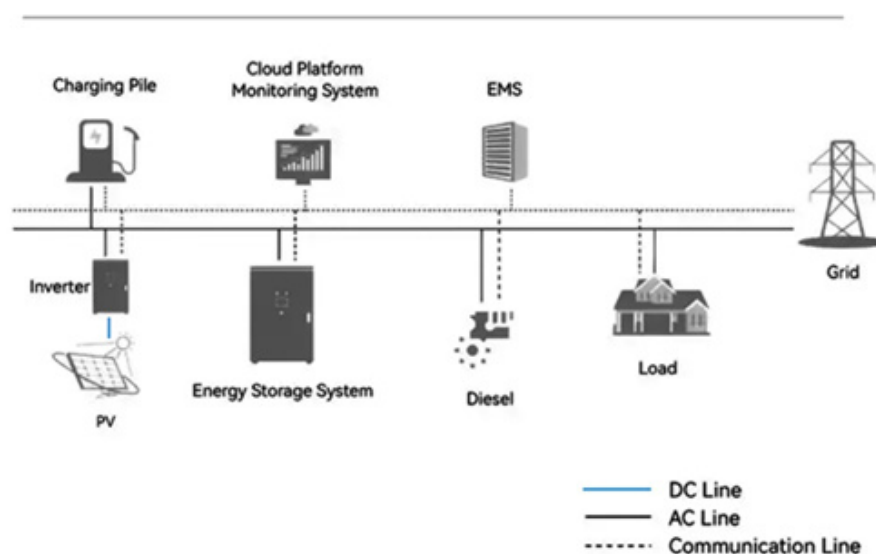 Charging Pile
Cloud Platform
Monitoring System
EMS
Grid
Inverter
PV
Energy Storage System
Diesel
Load
DC Line
AC Line
Communication Line